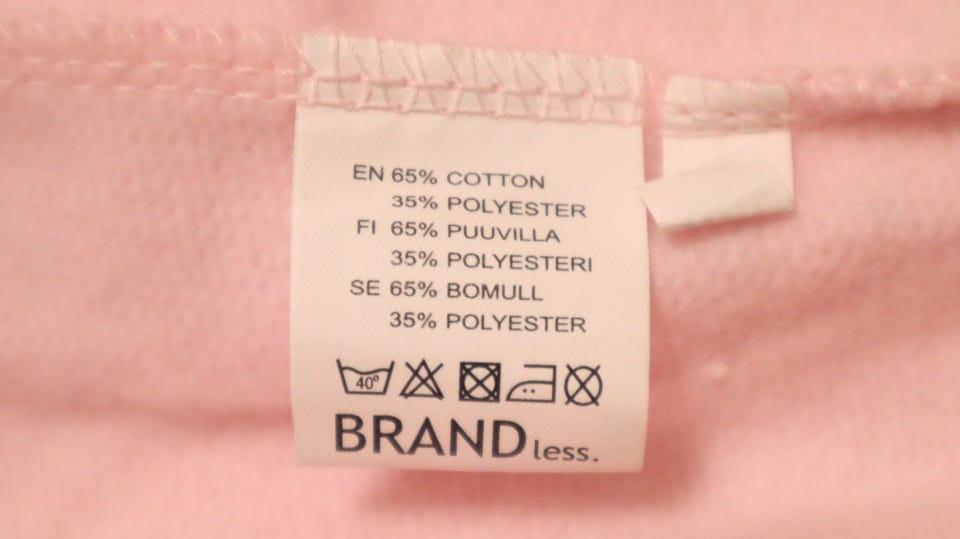 EN 65% COTTON
35% POLYESTER
FI 65% PUUVILLA
35% POLYESTERI
SE 65% BOMULL
35% POLYESTER
40°
BRANDless.